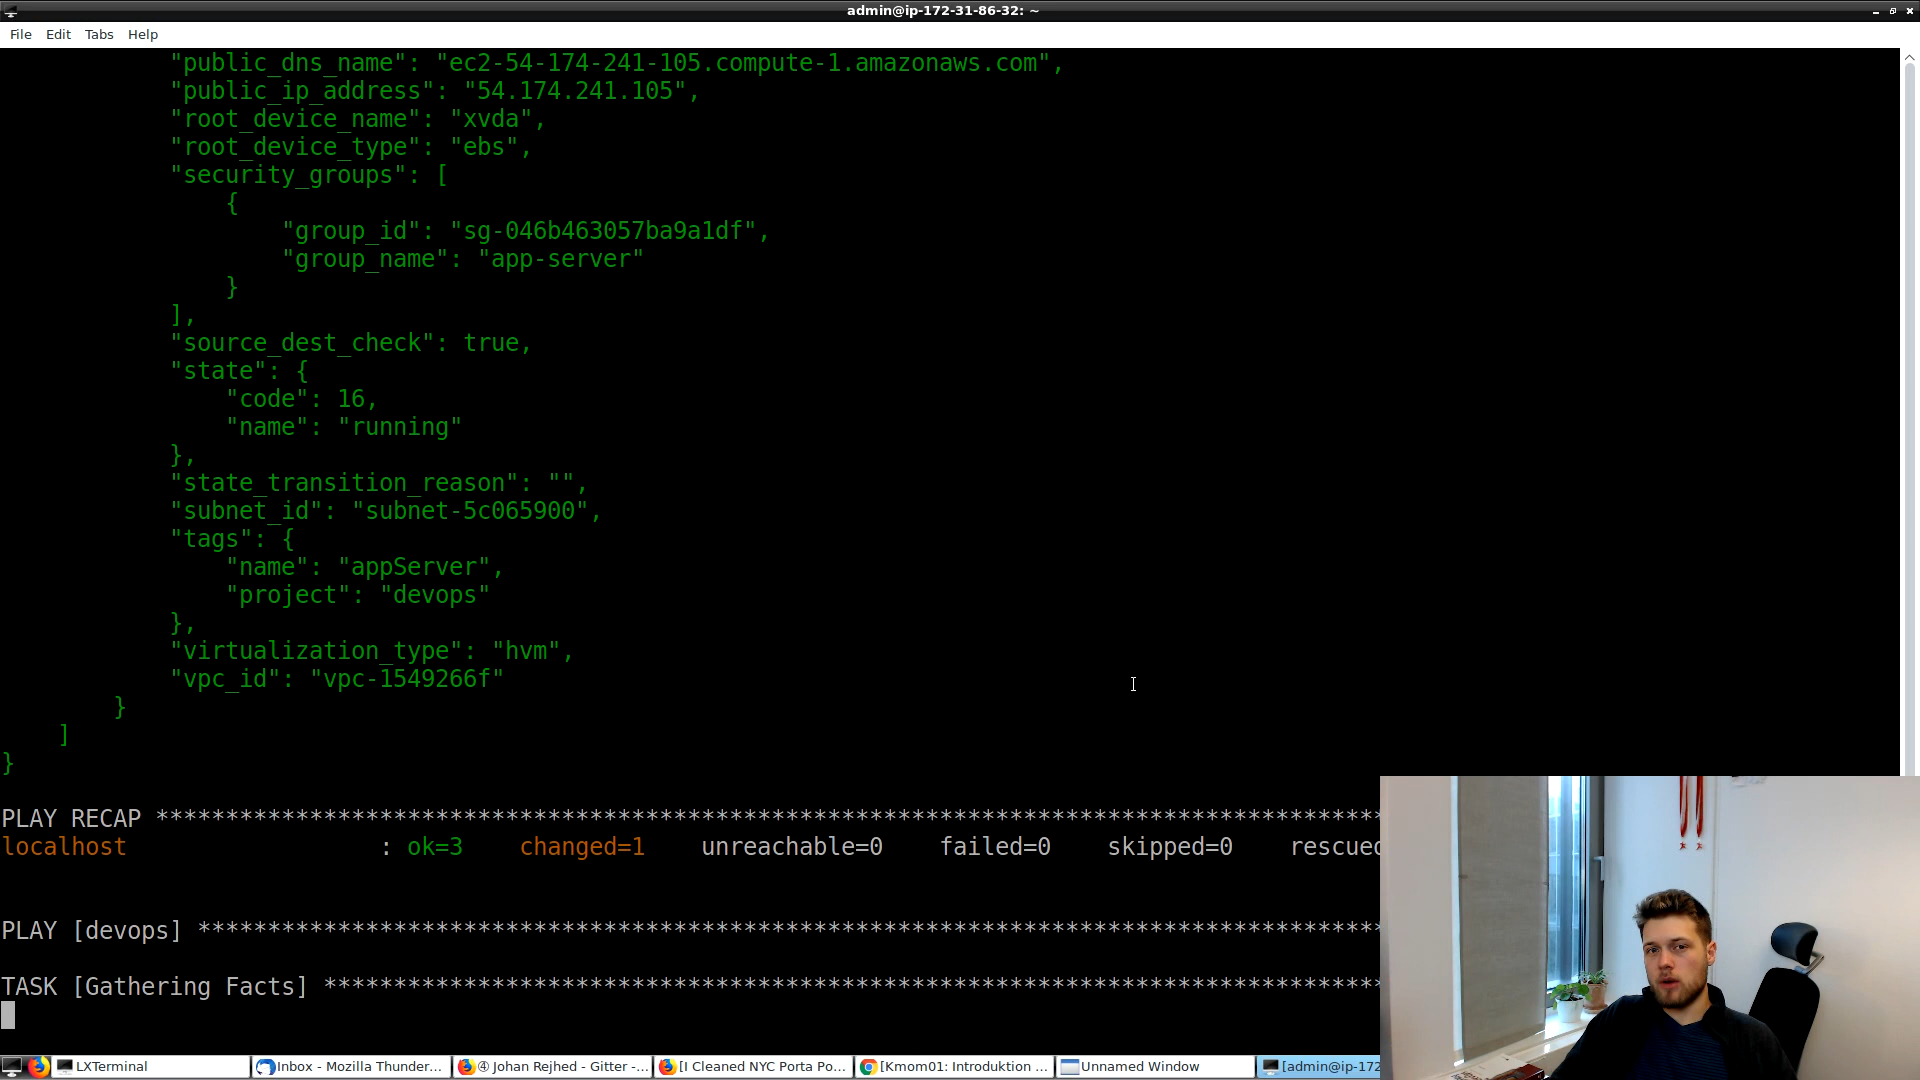 admin@ip-172-31-86-32: ~
File Edit Tabs Help
"public_dns_name": "ec2-54-174-241-105.compute-1.amazonaws.com",
"public_ip_address": "54.174.241.105",
"root_device_name": "xvda",
"root_device_type": "ebs",
"security_groups": [
{
"group_id": "sg-046b463057ba9a1df",
"group_name": "app-server"
}
],
"source_dest_check": true,
"state": {
"code": 16,
"name": "running"
},
"state_transition_reason": "",
"subnet_id": "subnet-5c065900",
"tags": {
"name": "appServer",
"project": "devops"
},
"virtualization_type": "hvm",
"vpc_id": "vpc-1549266f"
}
]
}
PLAY RECAP ***************************************************************************************
localhost : ok=3 changed=1 unreachable=0 failed=0 skipped=0 rescued
PLAY [devops] ************************************************************************************
TASK [Gathering Facts] ***************************************************************************
LXTerminal Inbox - Mozilla Thunder... ④ Johan Rejhed - Gitter -... [I Cleaned NYC Porta Po... [Kmom01: Introduktion ... Unnamed Window [admin@ip-172